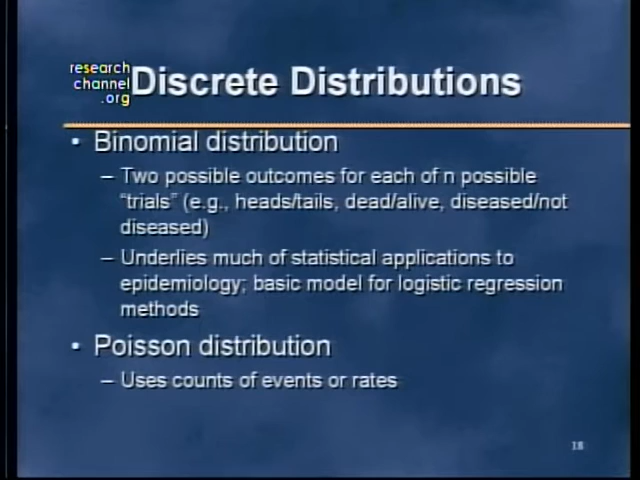 research
channel
.org
Discrete Distributions
• Binomial distribution
– Two possible outcomes for each of n possible
“trials” (e.g., heads/tails, dead/alive, diseased/not
diseased)
– Underlies much of statistical applications to
epidemiology; basic model for logistic regression
methods
• Poisson distribution
– Uses counts of events or rates
18